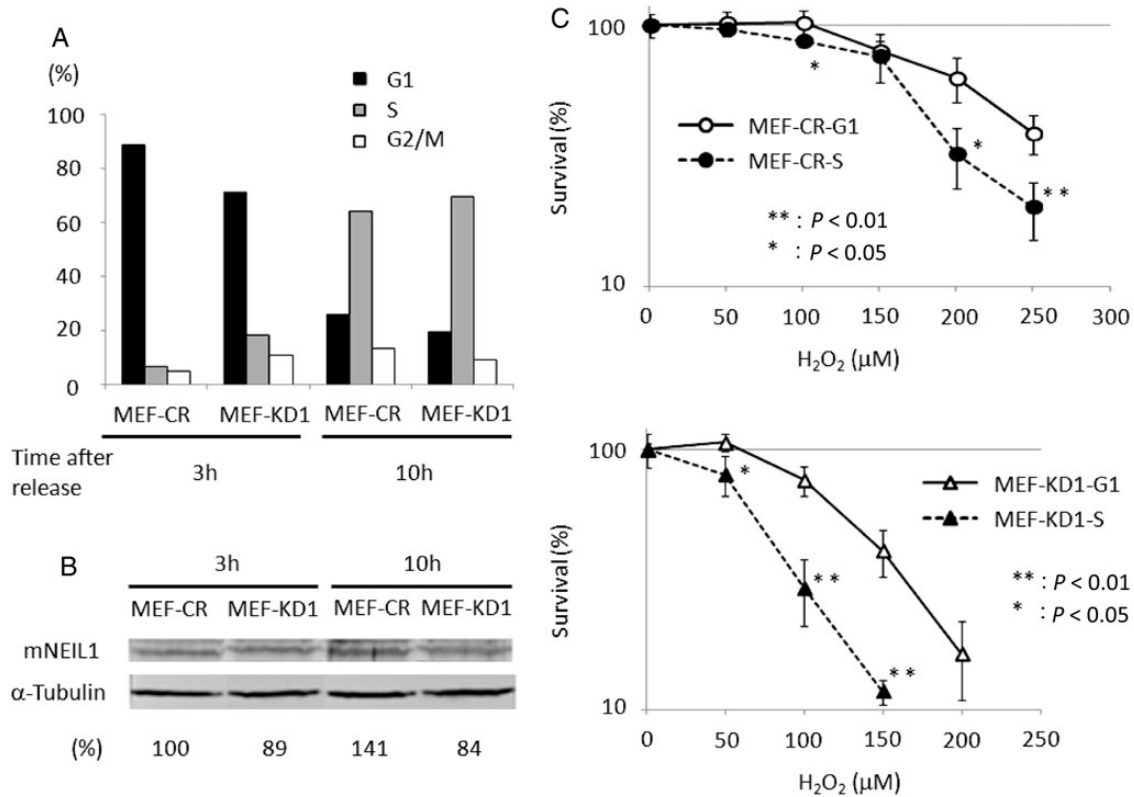 A
(%)
100
80
60
40
20
0
G1
S
G2/M
MEF-CR MEF-KD1 MEF-CR MEF-KD1
Time after
release
3h 10h
B
3h 10h
MEF-CR MEF-KD1 MEF-CR MEF-KD1
mNEIL1
α-Tubulin
(%) 100 89 141 84
C
100
10
Survival (%)
MEF-CR-G1
MEF-CR-S
** : P < 0.01
* : P < 0.05
*
*
**
0 50 100 150 200 250 300
H₂O₂ (μM)
100
10
Survival (%)
MEF-KD1-G1
MEF-KD1-S
** : P < 0.01
* : P < 0.05
*
**
**
0 50 100 150 200 250
H₂O₂ (μM)